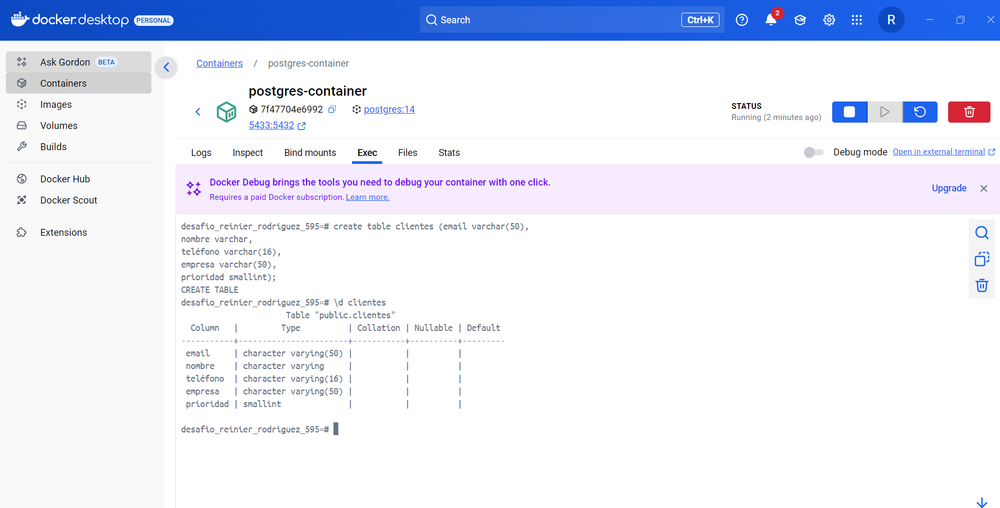 docker.desktop PERSONAL
Search Ctrl+K
2
R
Ask Gordon BETA
Containers
Images
Volumes
Builds
Docker Hub
Docker Scout
Extensions
Containers / postgres-container
postgres-container
7f47704e6992 postgres:14
5433:5432
STATUS
Running (2 minutes ago)
Logs Inspect Bind mounts Exec Files Stats
Debug mode Open in external terminal
Docker Debug brings the tools you need to debug your container with one click.
Requires a paid Docker subscription. Learn more.
Upgrade
desafio_reinier_rodriguez_595=# create table clientes (email varchar(50),
nombre varchar,
teléfono varchar(16),
empresa varchar(50),
prioridad smallint);
CREATE TABLE
desafio_reinier_rodriguez_595=# \d clientes
                      Table "public.clientes"
  Column   |         Type          | Collation | Nullable | Default
-----------+-----------------------+-----------+----------+---------
 email     | character varying(50) |           |          |
 nombre    | character varying     |           |          |
 teléfono  | character varying(16) |           |          |
 empresa   | character varying(50) |           |          |
 prioridad | smallint              |           |          |
desafio_reinier_rodriguez_595=#